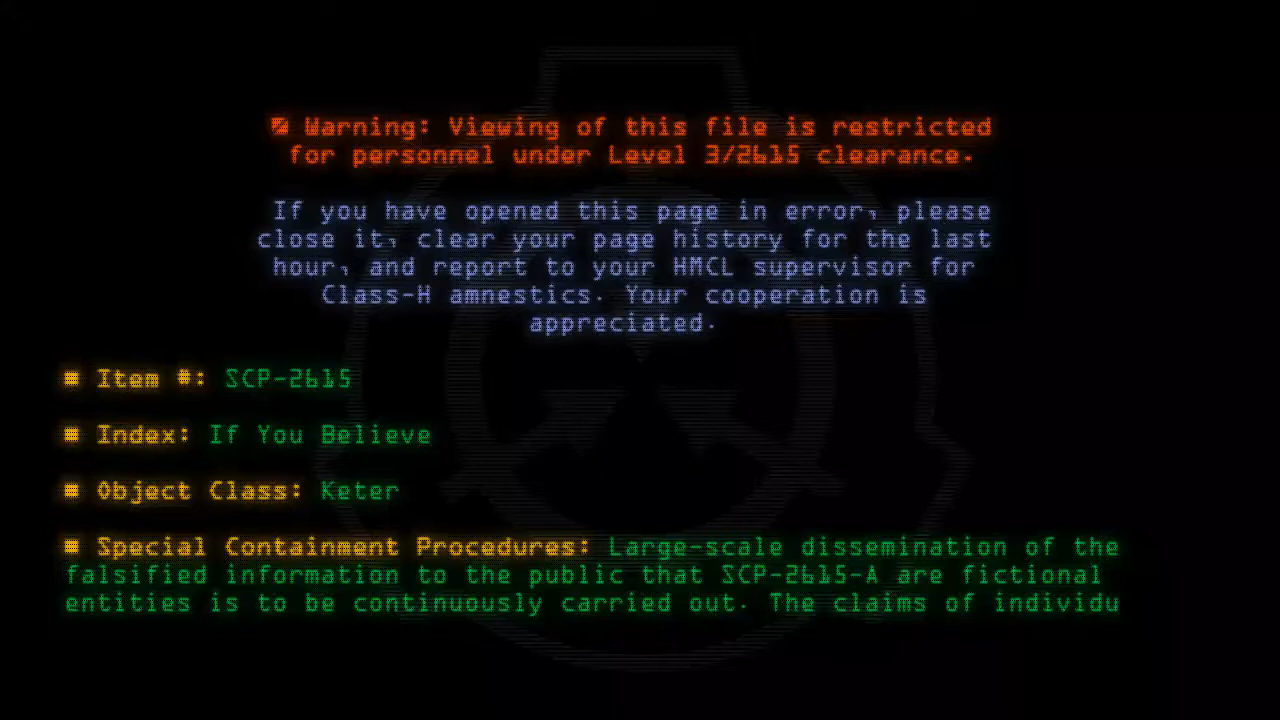 Warning: Viewing of this file is restricted
for personnel under Level 3/2615 clearance.
If you have opened this page in error, please
close it, clear your page history for the last
hour, and report to your HMCL supervisor for
Class-H amnestics. Your cooperation is
appreciated.
■ Item #: SCP-2615
■ Index: If You Believe
■ Object Class: Keter
■ Special Containment Procedures: Large-scale dissemination of the
falsified information to the public that SCP-2615-A are fictional
entities is to be continuously carried out. The claims of individu